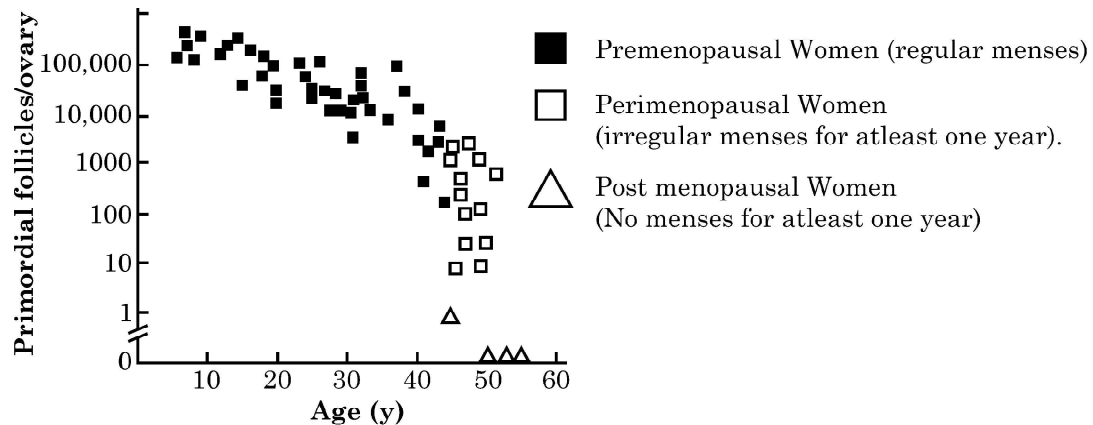 Primordial follicles/ovary
100,000
10,000
1000
100
10
1
0
10 20 30 40 50 60
Age (y)
Premenopausal Women (regular menses)
Perimenopausal Women
(irregular menses for atleast one year).
Post menopausal Women
(No menses for atleast one year)